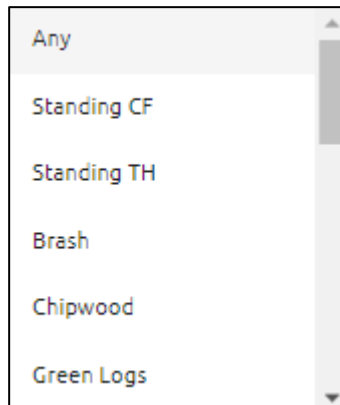 Any
Standing CF
Standing TH
Brash
Chipwood
Green Logs